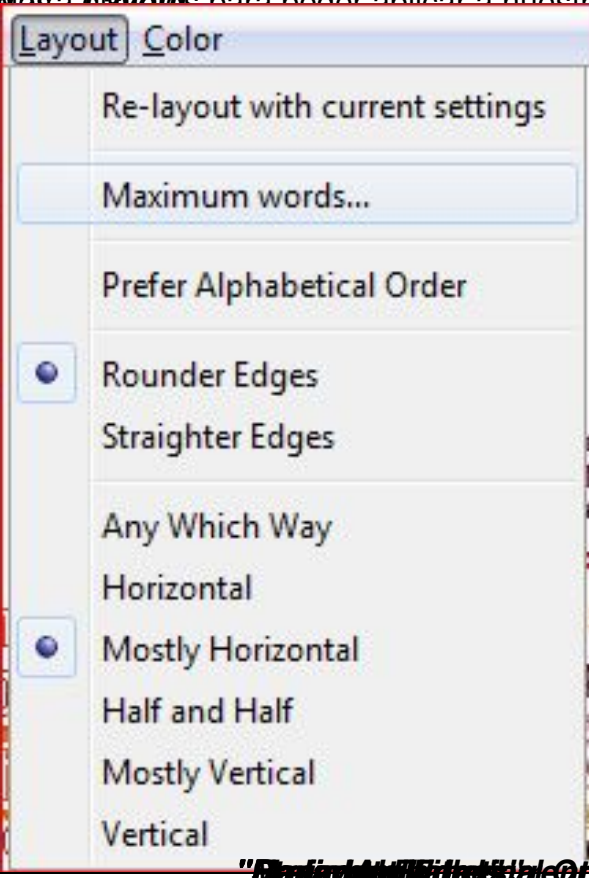 Layout Color
Re-layout with current settings
Maximum words...
Prefer Alphabetical Order
Rounder Edges
Straighter Edges
Any Which Way
Horizontal
Mostly Horizontal
Half and Half
Mostly Vertical
Vertical